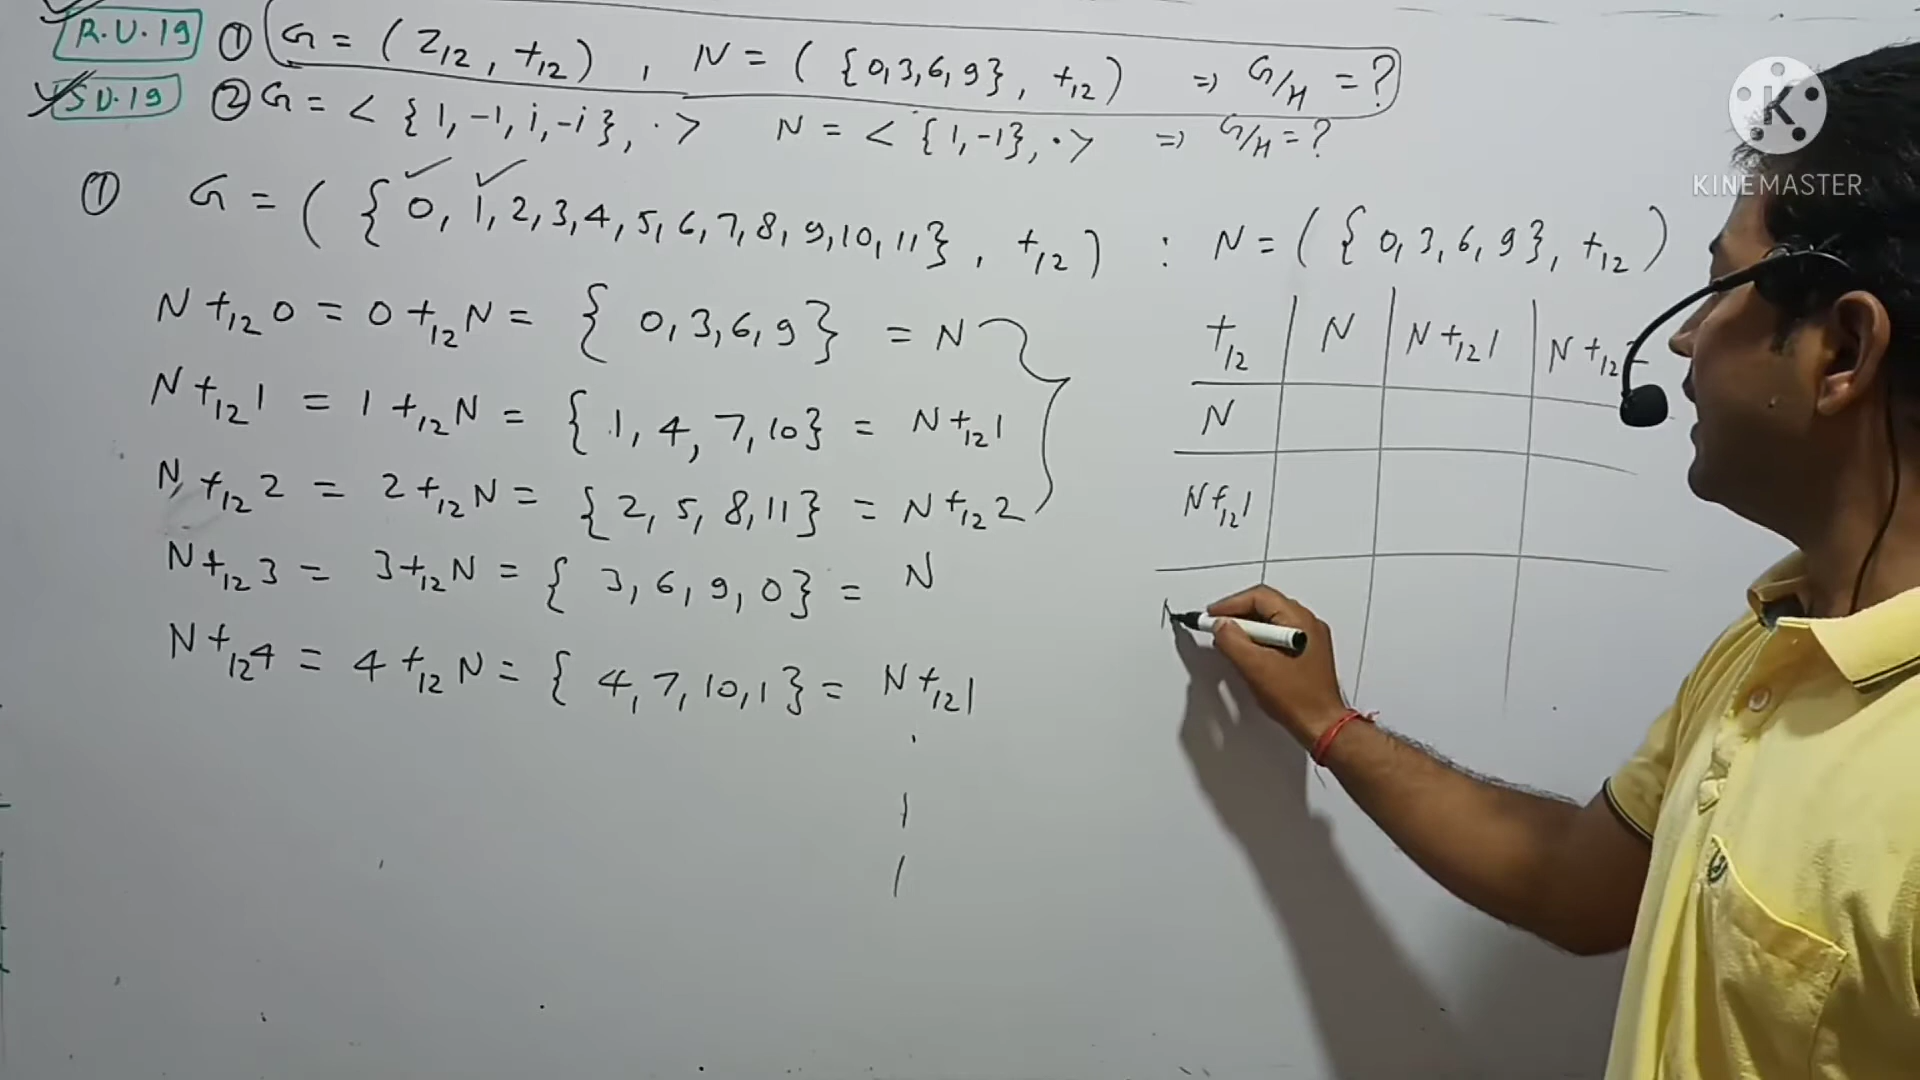 R.U.19 ① G = ( Z₁₂ , +₁₂ ) , N = ( {0,3,6,9} , +₁₂ ) ⇒ G/H = ?
S U.19 ② G = < {1, -1, i, -i}, · > N = < {1, -1}, · > ⇒ G/H = ?
① G = ( { 0, 1, 2, 3, 4, 5, 6, 7, 8, 9, 10, 11} , +₁₂ ) : N = ( { 0, 3, 6, 9 }, +₁₂ )
N +₁₂ 0 = 0 +₁₂ N = { 0, 3, 6, 9 } = N
N +₁₂ 1 = 1 +₁₂ N = { 1, 4, 7, 10 } = N +₁₂ 1
N +₁₂ 2 = 2 +₁₂ N = { 2, 5, 8, 11 } = N +₁₂ 2
N +₁₂ 3 = 3 +₁₂ N = { 3, 6, 9, 0 } = N
N +₁₂ 4 = 4 +₁₂ N = { 4, 7, 10, 1 } = N +₁₂ 1
+₁₂ N N +₁₂ 1 N +₁₂ 2
N
N +₁₂ 1
N
K
KINEMASTER